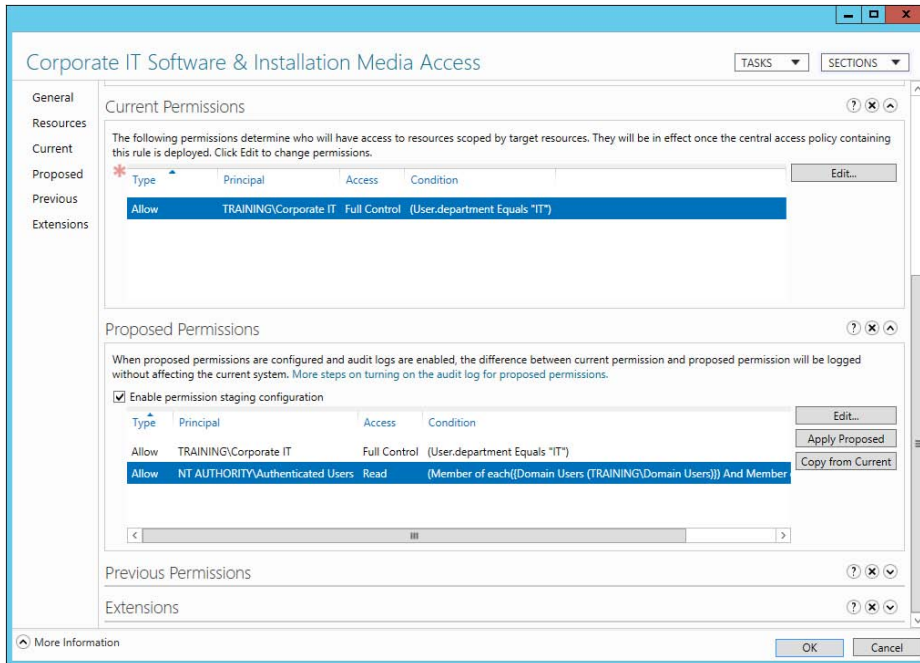 Corporate IT Software & Installation Media Access
TASKS
SECTIONS
General
Resources
Current
Proposed
Previous
Extensions
Current Permissions
The following permissions determine who will have access to resources scoped by target resources. They will be in effect once the central access policy containing
this rule is deployed. Click Edit to change permissions.
* Type Principal Access Condition
Allow TRAINING\Corporate IT Full Control (User.department Equals "IT")
Edit...
Proposed Permissions
When proposed permissions are configured and audit logs are enabled, the difference between current permission and proposed permission will be logged
without affecting the current system. More steps on turning on the audit log for proposed permissions.
Enable permission staging configuration
Type Principal Access Condition
Allow TRAINING\Corporate IT Full Control (User.department Equals "IT")
Allow NT AUTHORITY\Authenticated Users Read (Member of each({Domain Users (TRAINING\Domain Users)}) And Member
Edit...
Apply Proposed
Copy from Current
Previous Permissions
Extensions
More Information
OK
Cancel